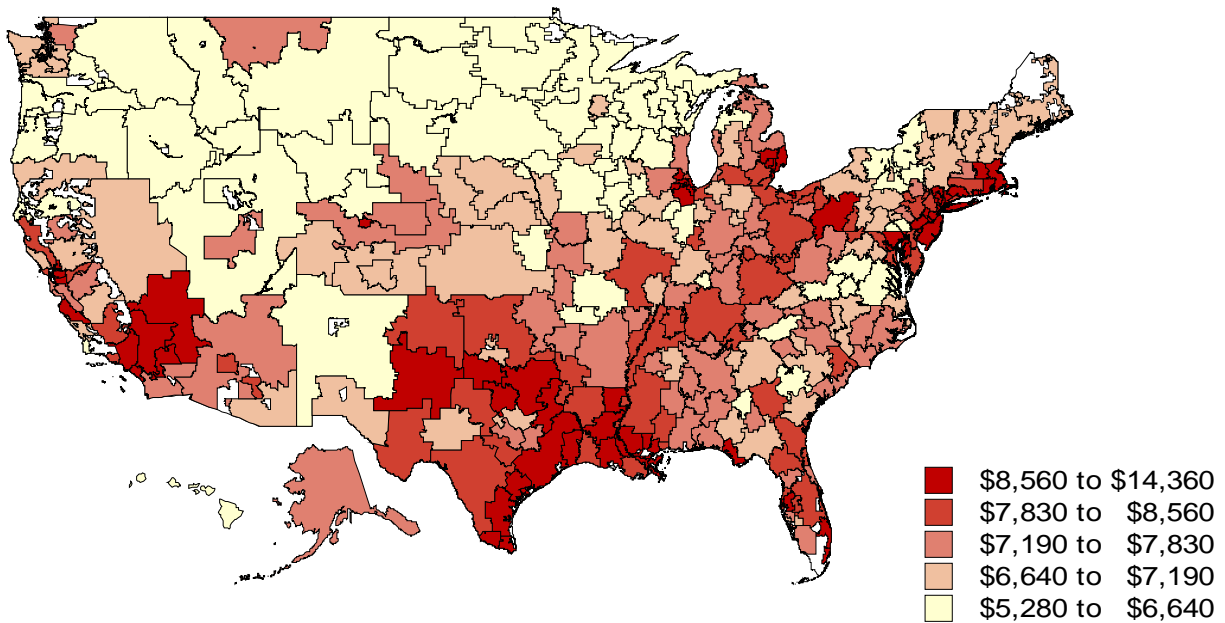 $8,560 to $14,360
$7,830 to $8,560
$7,190 to $7,830
$6,640 to $7,190
$5,280 to $6,640